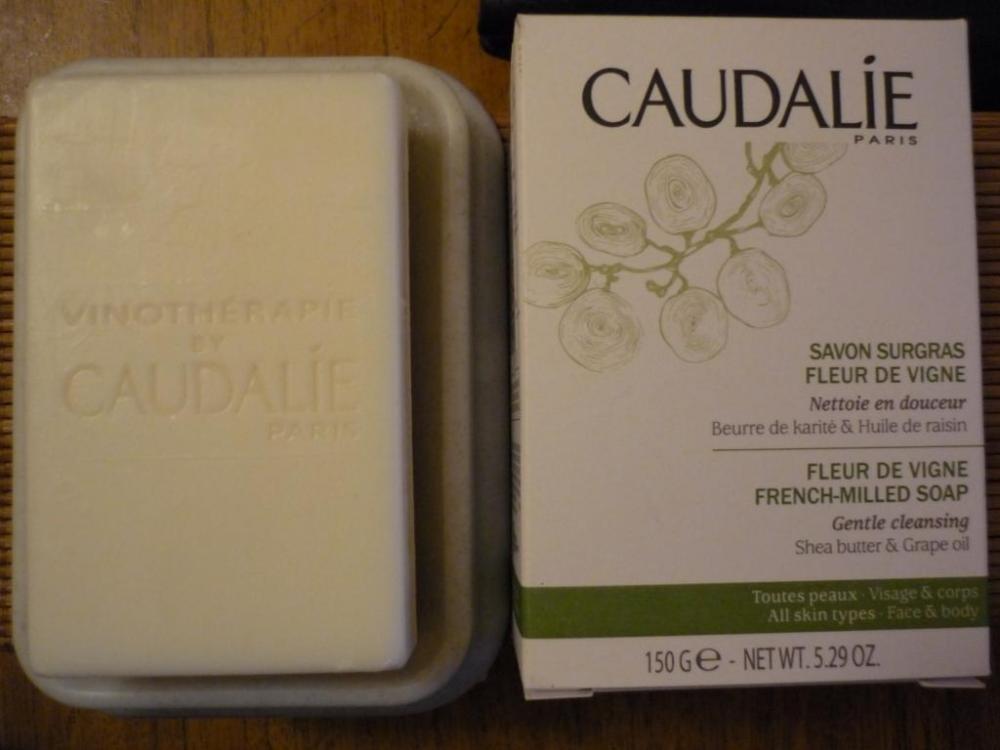 VINOTHÉRAPIE
BY
CAUDALÍE
PARIS
CAUDALÍE
PARIS
SAVON SURGRAS
FLEUR DE VIGNE
Nettoie en douceur
Beurre de karité & Huile de raisin
FLEUR DE VIGNE
FRENCH-MILLED SOAP
Gentle cleansing
Shea butter & Grape oil
Toutes peaux · Visage & corps
All skin types · Face & body
150 G ℮ - NET WT. 5.29 OZ.